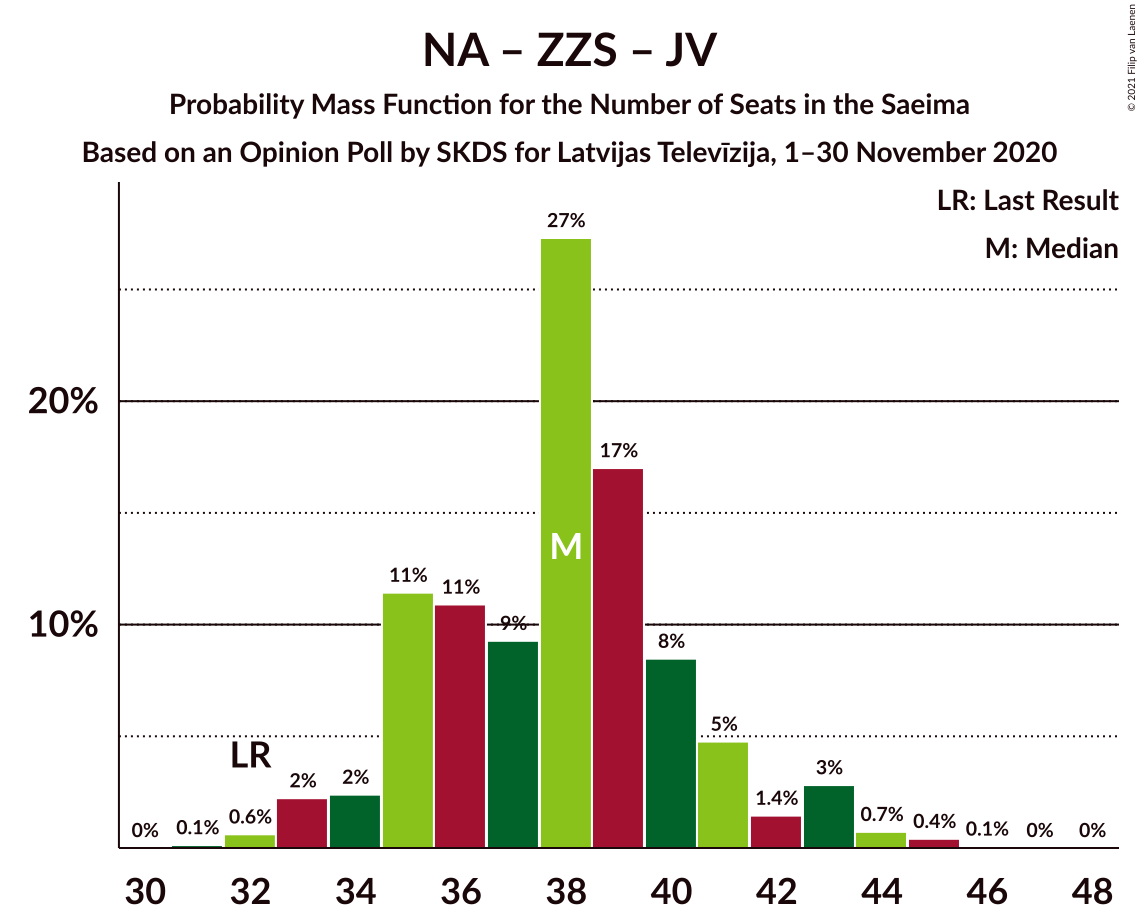 NA – ZZS – JV
Probability Mass Function for the Number of Seats in the Saeima
Based on an Opinion Poll by SKDS for Latvijas Televīzija, 1–30 November 2020
© 2021 Filip van Laenen
LR: Last Result
M: Median
20%
10%
0%
0.1%
0.6%
LR
2%
2%
11%
11%
9%
27%
M
17%
8%
5%
1.4%
3%
0.7%
0.4%
0.1%
0%
0%
30 32 34 36 38 40 42 44 46 48